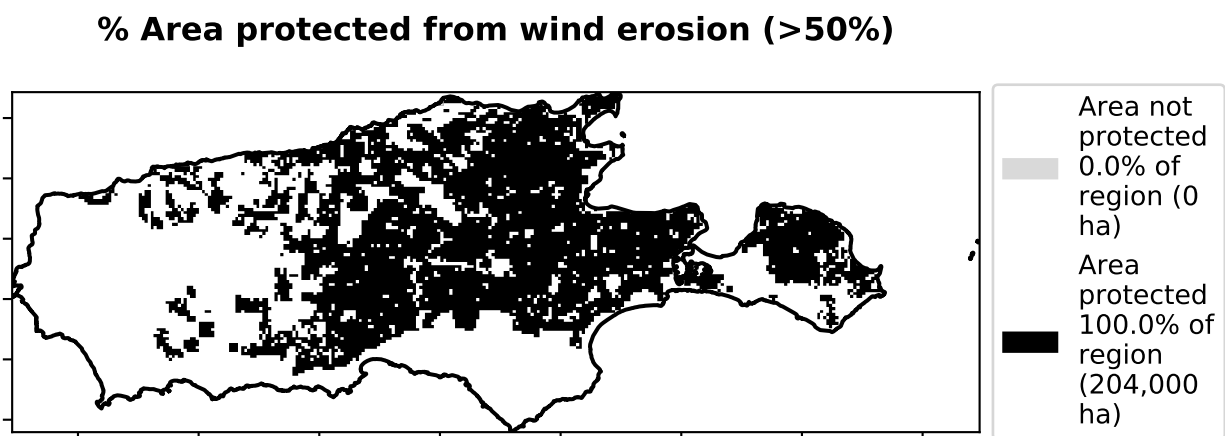 % Area protected from wind erosion (>50%)
Area not
protected
0.0% of
region (0
ha)
Area
protected
100.0% of
region
(204,000
ha)